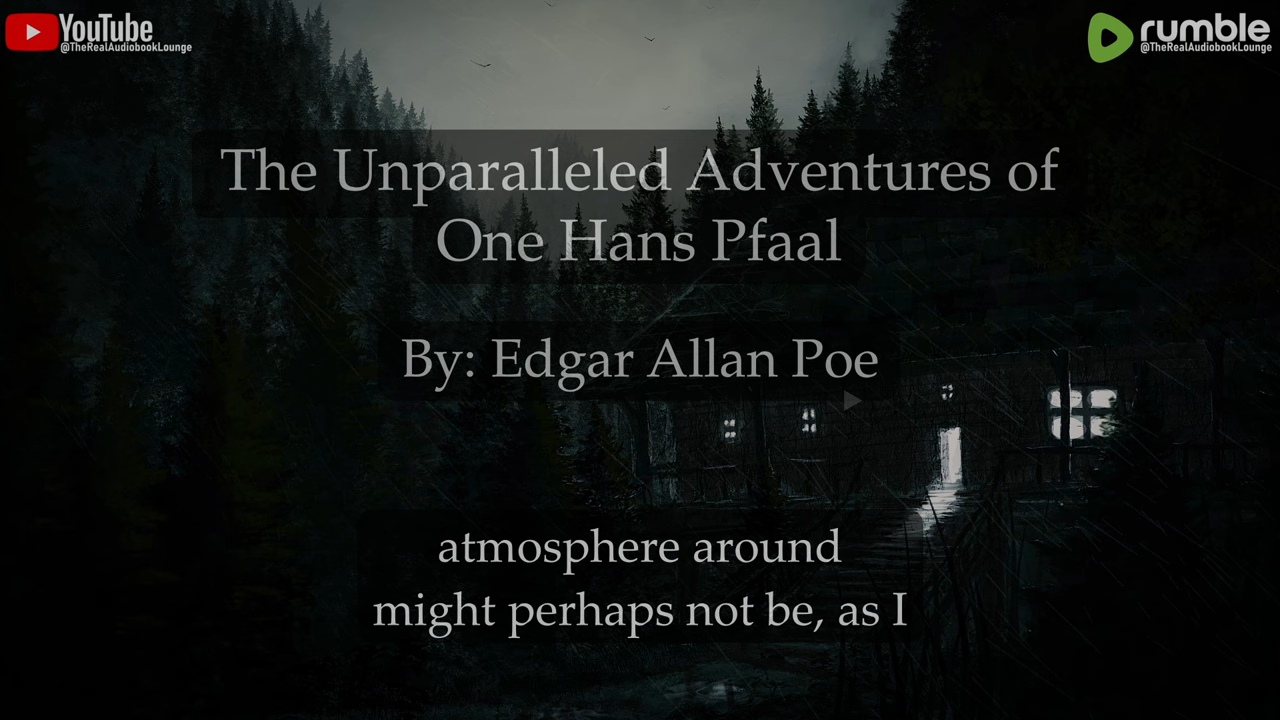 YouTube
@TheRealAudiobookLounge
rumble
@TheRealAudiobookLounge
The Unparalleled Adventures of
One Hans Pfaal
By: Edgar Allan Poe
atmosphere around
might perhaps not be, as I